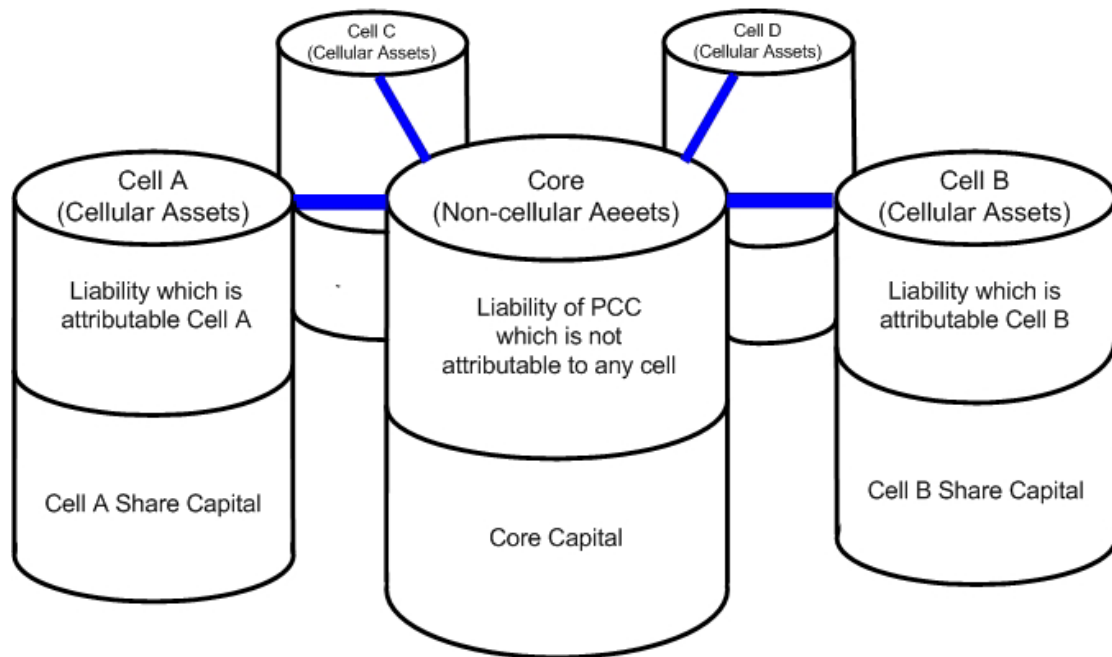 Cell C
(Cellular Assets)
Cell D
(Cellular Assets)
Cell A
(Cellular Assets)
Core
(Non-cellular Aeeets)
Cell B
(Cellular Assets)
Liability which is
attributable Cell A
Liability of PCC
which is not
attributable to any cell
Liability which is
attributable Cell B
Cell A Share Capital
Core Capital
Cell B Share Capital